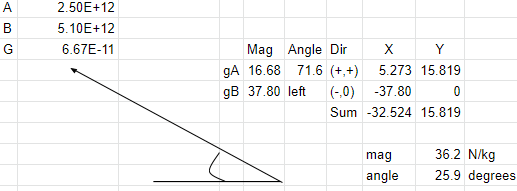 A 2.50E+12
B 5.10E+12
G 6.67E-11 Mag Angle Dir X Y
gA 16.68 71.6 (+,+) 5.273 15.819
gB 37.80 left (-,0) -37.80 0
Sum -32.524 15.819
mag 36.2 N/kg
angle 25.9 degrees